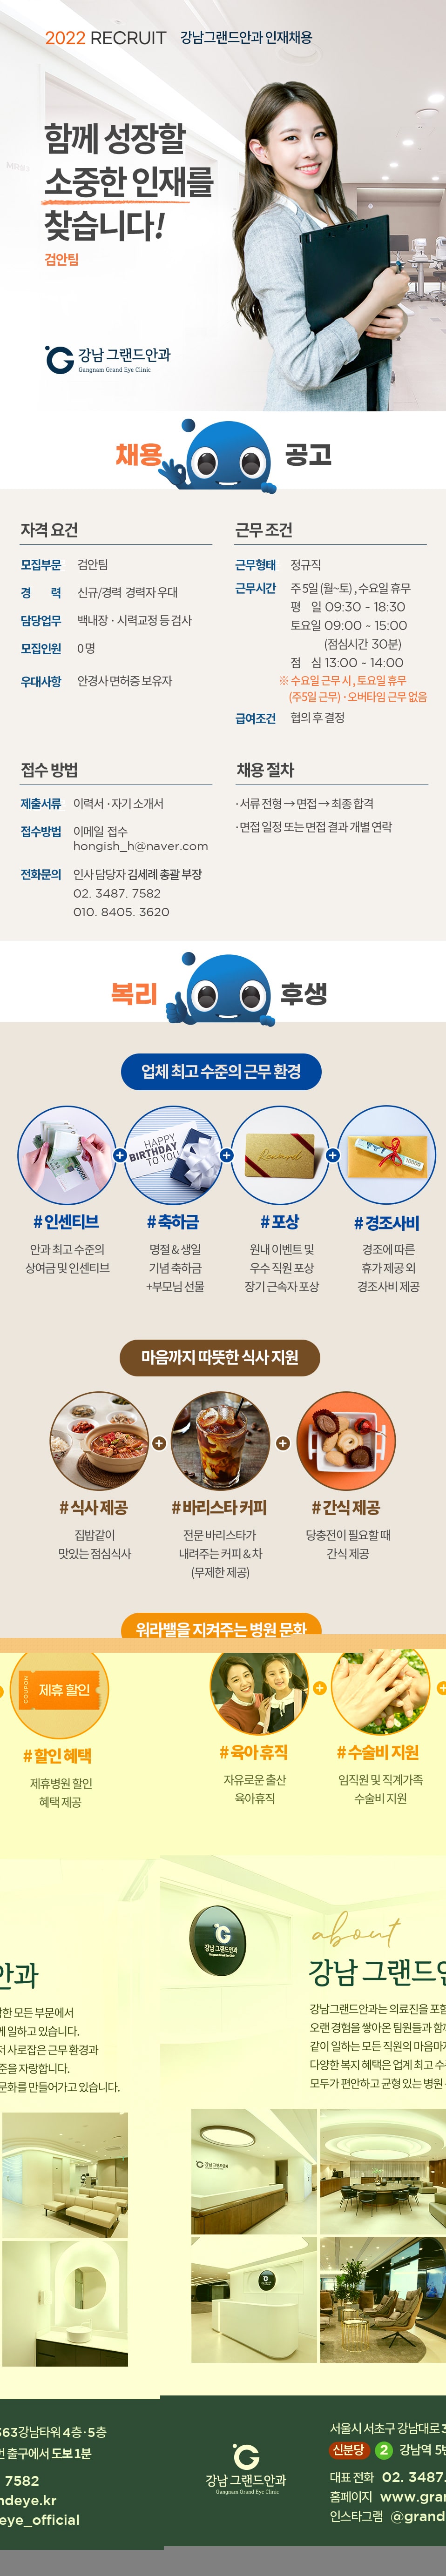 2022 RECRUIT 강남그랜드안과 인재채용
함께 성장할
소중한 인재를
찾습니다!
검안팀
강남 그랜드안과
Gangnam Grand Eye Clinic
채용 공고
자격 요건
모집부문 검안팀
경 력 신규/경력 경력자 우대
담당업무 백내장 · 시력교정 등 검사
모집인원 0명
우대사항 안경사 면허증 보유자
근무 조건
근무형태 정규직
근무시간 주 5일 (월~토) , 수요일 휴무
평 일 09:30 ~ 18:30
토요일 09:00 ~ 15:00
(점심시간 30분)
점 심 13:00 ~ 14:00
※ 수요일 근무 시 , 토요일 휴무
(주5일 근무) · 오버타임 근무 없음
급여조건 협의 후 결정
접수 방법
제출서류 이력서 · 자기 소개서
접수방법 이메일 접수
hongish_h@naver.com
전화문의 인사 담당자 김세례 총괄 부장
02. 3487. 7582
010. 8405. 3620
채용 절차
· 서류 전형 → 면접 → 최종 합격
· 면접 일정 또는 면접 결과 개별 연락
복리 후생
업체 최고 수준의 근무 환경
HAPPY
BIRTHDAY
TO YOU
Reward
# 인센티브
안과 최고 수준의
상여금 및 인센티브
# 축하금
명절 & 생일
기념 축하금
+부모님 선물
# 포상
원내 이벤트 및
우수 직원 포상
장기 근속자 포상
# 경조사비
경조에 따른
휴가 제공 외
경조사비 제공
마음까지 따뜻한 식사 지원
# 식사 제공
집밥같이
맛있는 점심식사
# 바리스타 커피
전문 바리스타가
내려주는 커피 & 차
(무제한 제공)
# 간식 제공
당충전이 필요할 때
간식 제공
워라밸을 지켜주는 병원 문화
COUPON
제휴 할인
# 할인 혜택
제휴병원 할인
혜택 제공
# 육아 휴직
자유로운 출산
육아휴직
# 수술비 지원
임직원 및 직계가족
수술비 지원
안과
한 모든 부문에서
께 일하고 있습니다.
저 사로잡은 근무 환경과
준을 자랑합니다.
문화를 만들어가고 있습니다.
강남 그랜드안과
about
강남 그랜드안
강남그랜드안과는 의료진을 포함
오랜 경험을 쌓아온 팀원들과 함께
같이 일하는 모든 직원의 마음마저
다양한 복지 혜택은 업계 최고 수
모두가 편안하고 균형 있는 병원
강남 그랜드안과
363 강남타워 4층 · 5층
번 출구에서 도보 1분
7582
ndeye.kr
eye_official
강남 그랜드안과
Gangnam Grand Eye Clinic
서울시 서초구 강남대로 3
신분당 2 강남역 5번
대표 전화 02. 3487.
홈페이지 www.gran
인스타그램 @grand